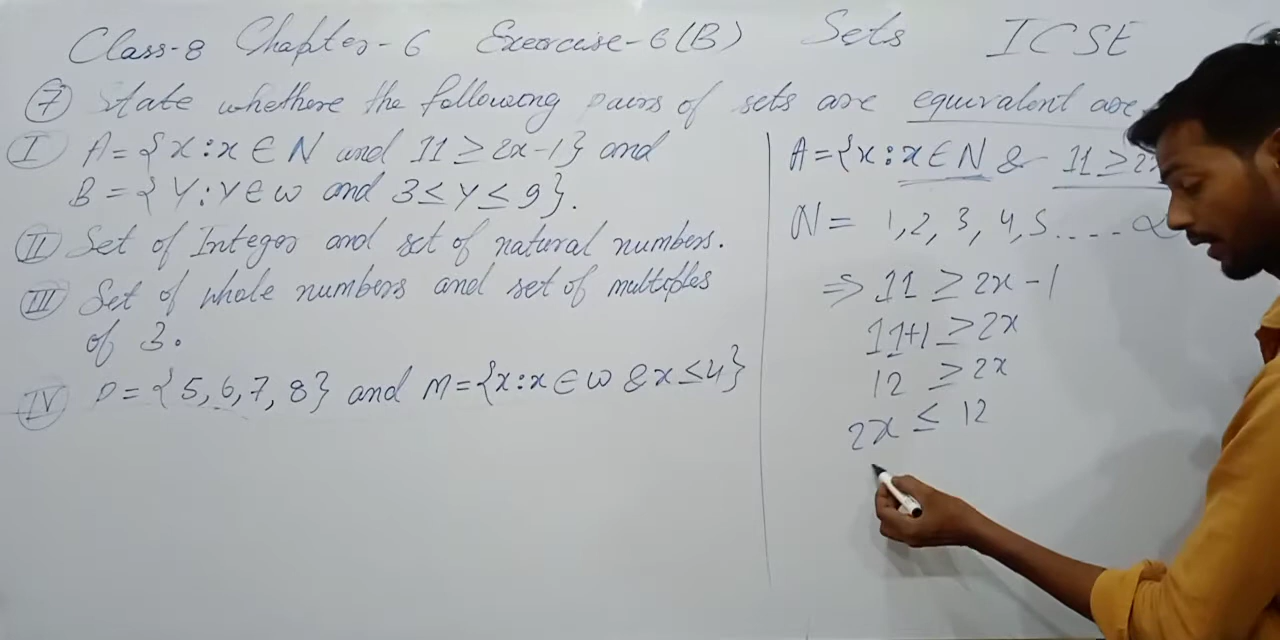 Class-8 Chapter-6 Exercise-6(B) Sets ICSE
⑦ State whethere the following pairs of sets are equivalent are
Ⓘ A = {x : x ∈ N and 11 ≥ 2x-1} and
B = {Y : Y ∈ w and 3 ≤ Y ≤ 9}.
II Set of Integer and set of natural numbers.
III Set of whole numbers and set of multiples
of 3.
IV P = {5, 6, 7, 8} and M = {x : x ∈ w & x ≤ 4}
A = {x : x ∈ N & 11 ≥ 2x
N = 1, 2, 3, 4, 5 .... ∝
⇒ 11 ≥ 2x - 1
11+1 ≥ 2x
12 ≥ 2x
2x ≤ 12